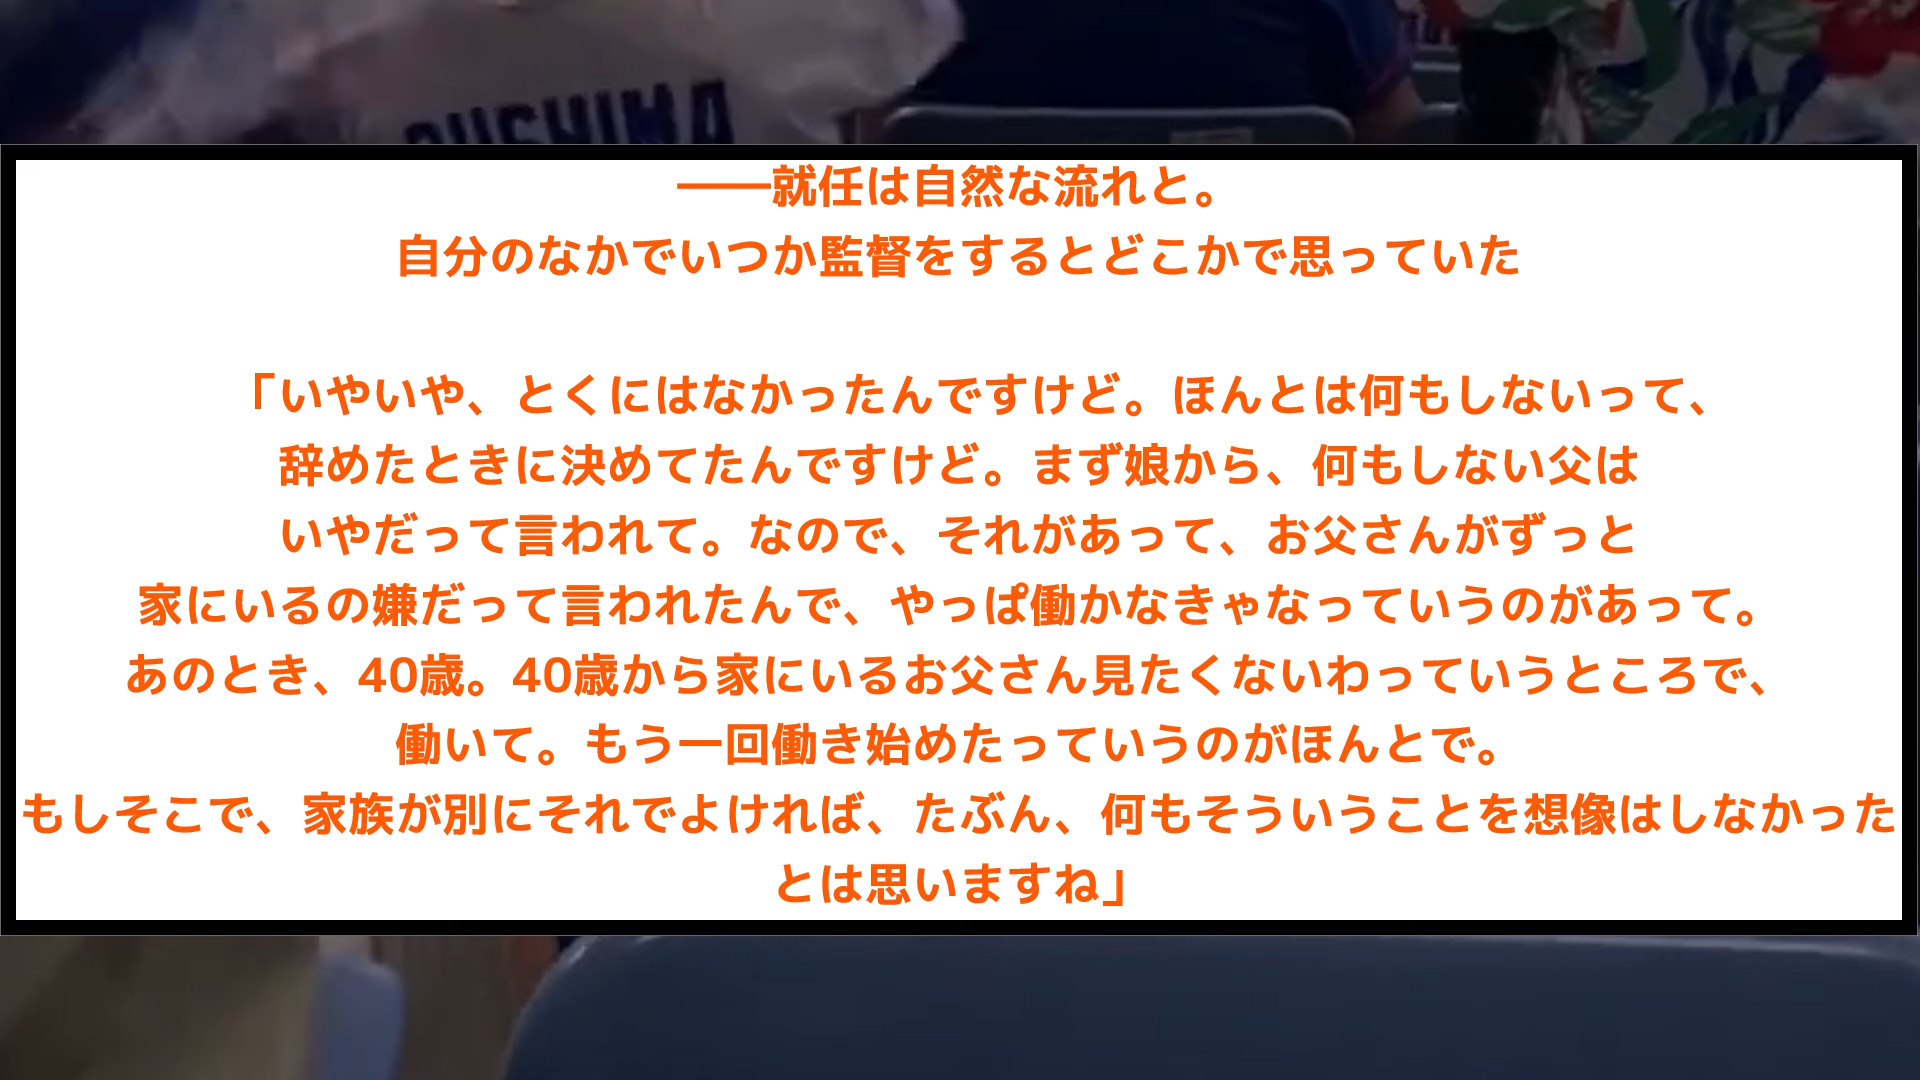 ——就任は自然な流れと。
自分のなかでいつか監督をするとどこかで思っていた
「いやいや、とくにはなかったんですけど。ほんとは何もしないって、
辞めたときに決めてたんですけど。まず娘から、何もしない父は
いやだって言われて。なので、それがあって、お父さんがずっと
家にいるの嫌だって言われたんで、やっぱ働かなきゃなっていうのがあって。
あのとき、40歳。40歳から家にいるお父さん見たくないわっていうところで、
働いて。もう一回働き始めたっていうのがほんとで。
もしそこで、家族が別にそれでよければ、たぶん、何もそういうことを想像はしなかった
とは思いますね」